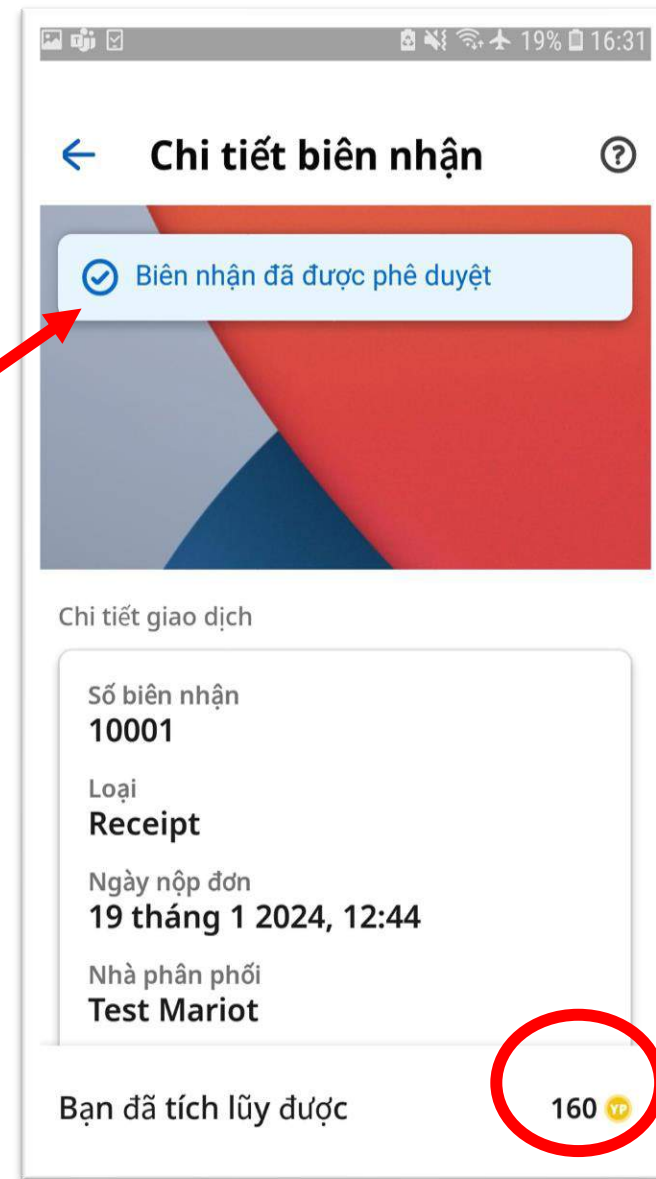 19% 16:31
Chi tiết biên nhận
Biên nhận đã được phê duyệt
Chi tiết giao dịch
Số biên nhận
10001
Loại
Receipt
Ngày nộp đơn
19 tháng 1 2024, 12:44
Nhà phân phối
Test Mariot
Bạn đã tích lũy được 160 YP